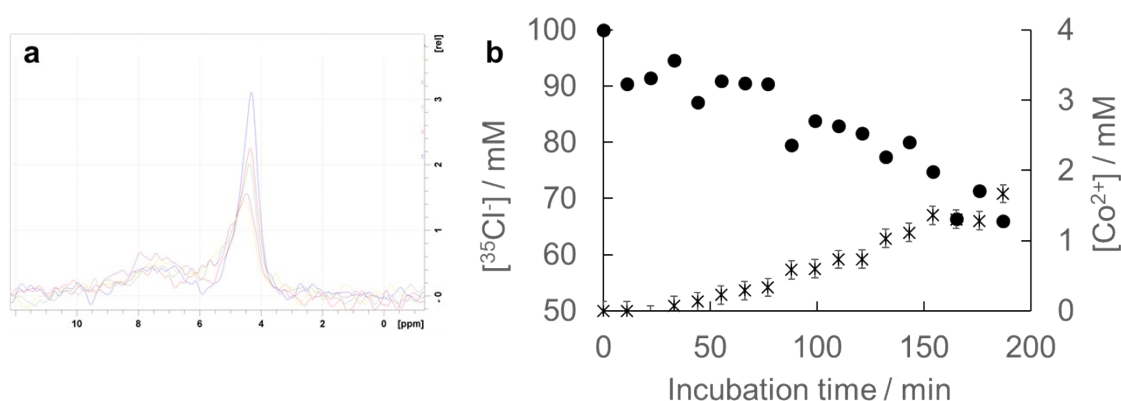 a
[rel]
3
2
1
0
10 8 6 4 2 0 [ppm]
b
100
90
80
70
60
50
[³⁵Cl⁻] / mM
4
3
2
1
0
[Co²⁺] / mM
0 50 100 150 200
Incubation time / min